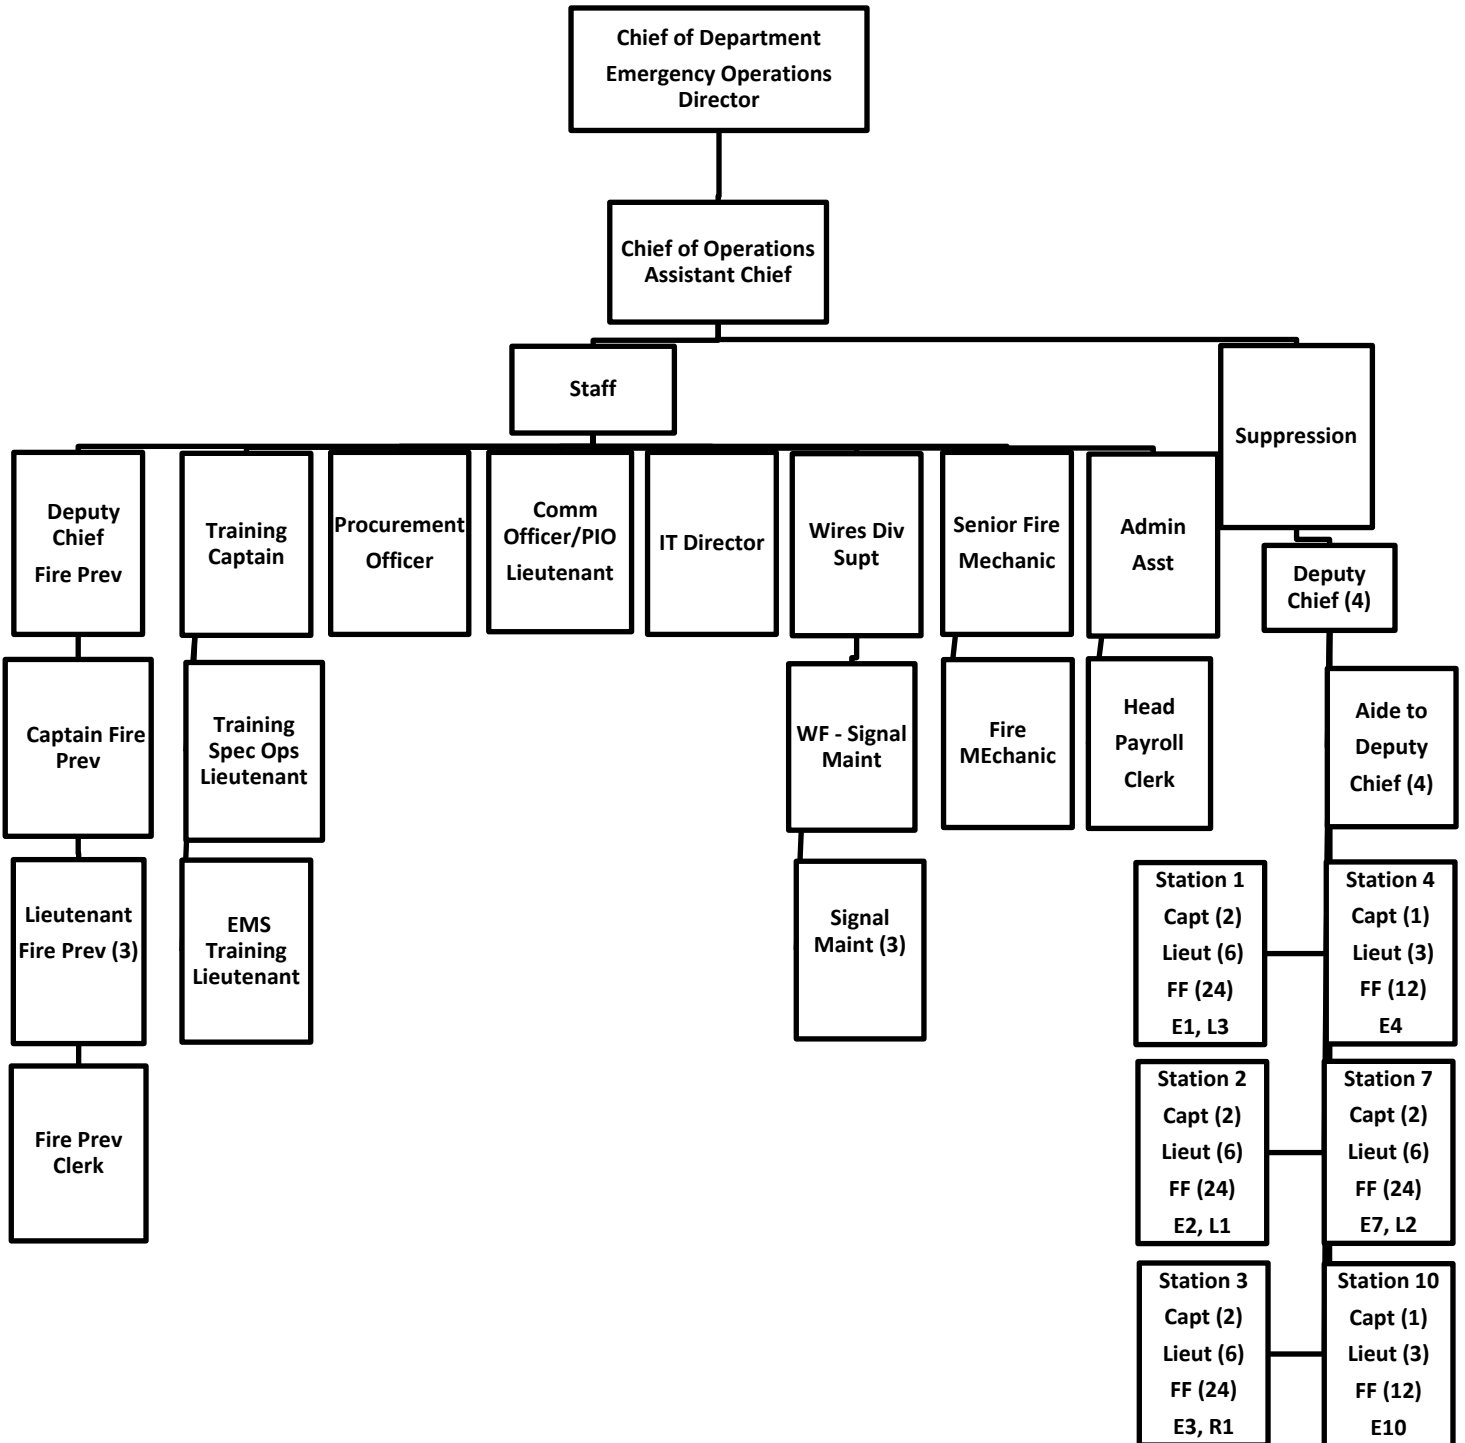 Chief of Department
Emergency Operations
Director
Chief of Operations
Assistant Chief
Staff
Suppression
Deputy
Chief
Fire Prev
Training
Captain
Procurement
Officer
Comm
Officer/PIO
Lieutenant
IT Director
Wires Div
Supt
Senior Fire
Mechanic
Admin
Asst
Deputy
Chief (4)
Captain Fire
Prev
Training
Spec Ops
Lieutenant
WF - Signal
Maint
Fire
MEchanic
Head
Payroll
Clerk
Aide to
Deputy
Chief (4)
Lieutenant
Fire Prev (3)
EMS
Training
Lieutenant
Signal
Maint (3)
Station 1
Capt (2)
Lieut (6)
FF (24)
E1, L3
Station 4
Capt (1)
Lieut (3)
FF (12)
E4
Fire Prev
Clerk
Station 2
Capt (2)
Lieut (6)
FF (24)
E2, L1
Station 7
Capt (2)
Lieut (6)
FF (24)
E7, L2
Station 3
Capt (2)
Lieut (6)
FF (24)
E3, R1
Station 10
Capt (1)
Lieut (3)
FF (12)
E10